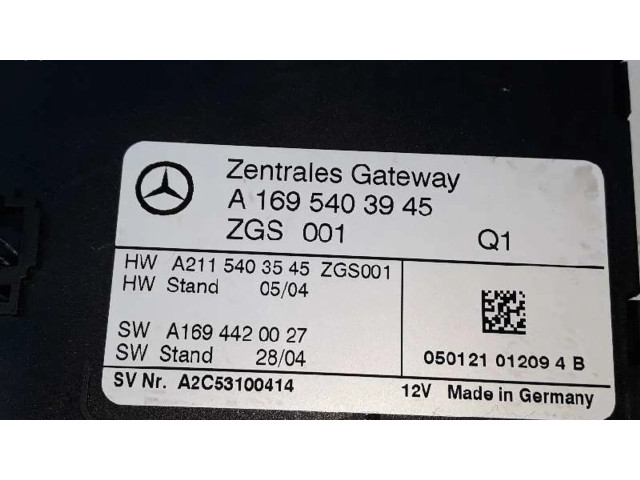 Zentrales Gateway
A 169 540 39 45
ZGS 001 Q1
HW A211 540 35 45 ZGS001
HW Stand 05/04
SW A169 442 00 27
SW Stand 28/04
050121 01209 4 B
SV Nr. A2C53100414 12V Made in Germany